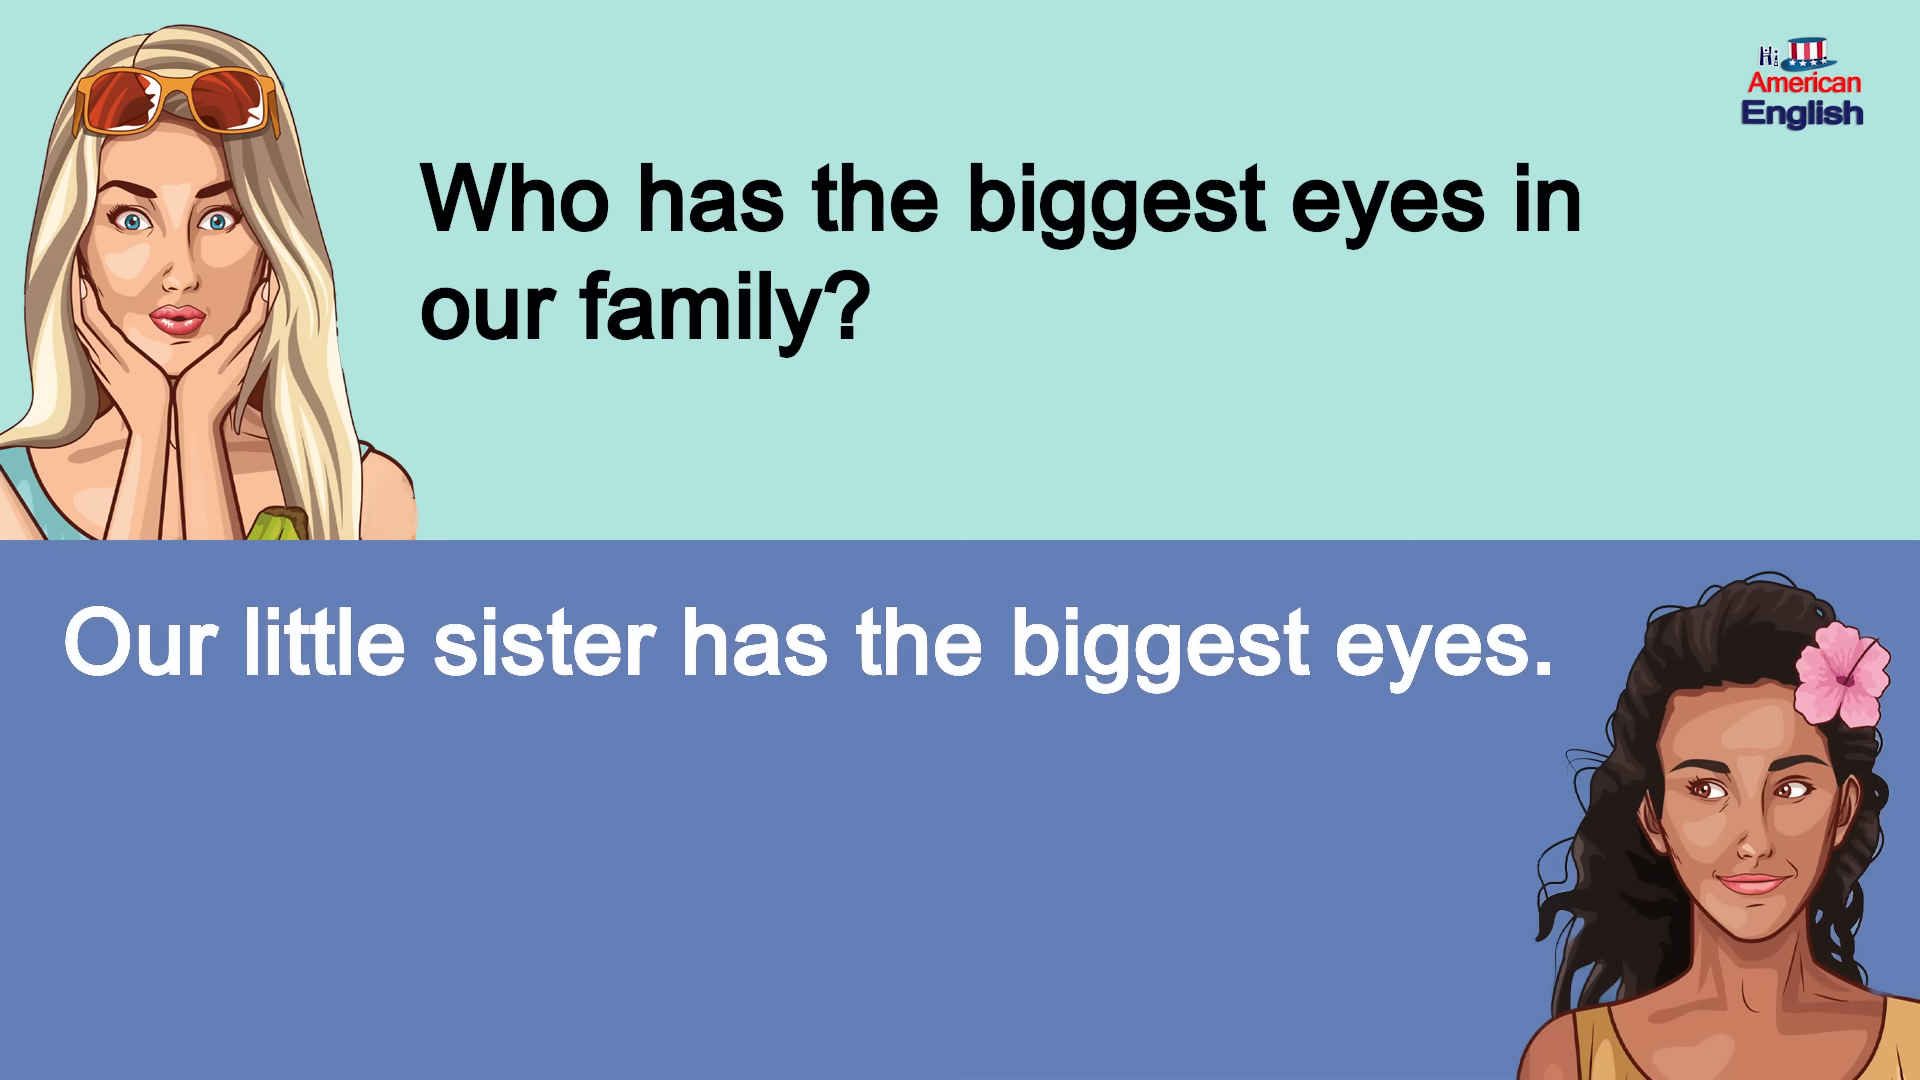 Hi
American
English
Who has the biggest eyes in
our family?
Our little sister has the biggest eyes.